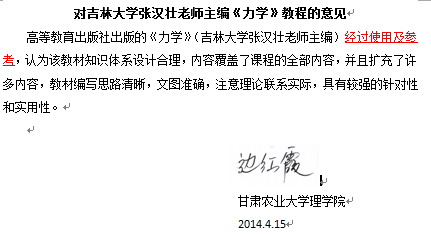 对吉林大学张汉壮老师主编《力学》教程的意见
高等教育出版社出版的《力学》（吉林大学张汉壮老师主编）经过使用及参
考，认为该教材知识体系设计合理，内容覆盖了课程的全部内容，并且扩充了许
多内容，教材编写思路清晰，文图准确，注意理论联系实际，具有较强的针对性
和实用性。
边红霞
甘肃农业大学理学院
2014.4.15